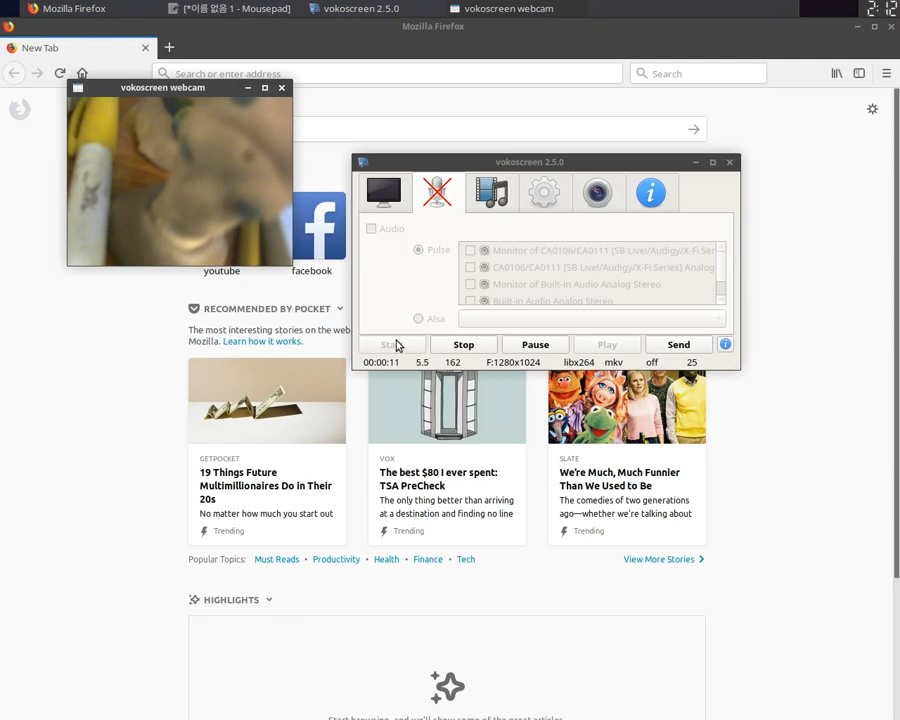 Mozilla Firefox
[*이름 없음 1 - Mousepad]
vokoscreen 2.5.0
vokoscreen webcam
2:12
Mozilla Firefox
New Tab
Search or enter address
Search
vokoscreen webcam
vokoscreen 2.5.0
Audio
Pulse
Monitor of CA0106/CA0111 [SB Live!/Audigy/X-Fi Ser
CA0106/CA0111 [SB Live!/Audigy/X-Fi Series] Analog
Monitor of Built-in Audio Analog Stereo
Built-in Audio Analog Stereo
Alsa
Stop
Pause
Play
Send
00:00:11 5.5 162 F:1280x1024 libx264 mkv off 25
youtube
facebook
RECOMMENDED BY POCKET
The most interesting stories on the
Mozilla. Learn how it works.
GETPOCKET
19 Things Future
Multimillionaires Do in Their
20s
No matter how much you start out
Trending
VOX
The best $80 I ever spent:
TSA PreCheck
The only thing better than arriving
at a destination and finding no line
Trending
SLATE
We're Much, Much Funnier
Than We Used to Be
The comedies of two generations
ago—whether we're talking about
Trending
Popular Topics: Must Reads • Productivity • Health • Finance • Tech
View More Stories
HIGHLIGHTS